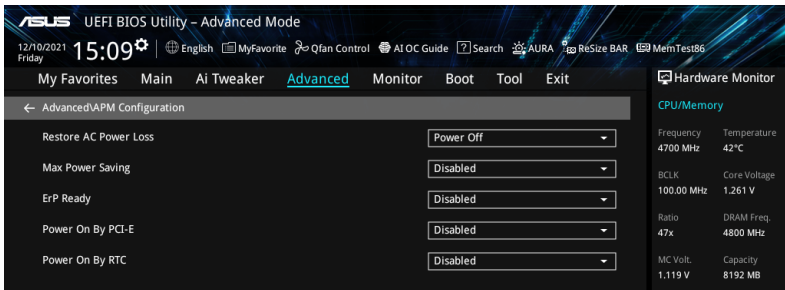 ASUS UEFI BIOS Utility – Advanced Mode
12/10/2021 Friday 15:09 English MyFavorite Qfan Control AI OC Guide ? Search AURA ReSize BAR MemTest86
My Favorites Main Ai Tweaker Advanced Monitor Boot Tool Exit
← Advanced\APM Configuration
Restore AC Power Loss Power Off
Max Power Saving Disabled
ErP Ready Disabled
Power On By PCI-E Disabled
Power On By RTC Disabled
Hardware Monitor
CPU/Memory
Frequency Temperature
4700 MHz 42°C
BCLK Core Voltage
100.00 MHz 1.261 V
Ratio DRAM Freq.
47x 4800 MHz
MC Volt. Capacity
1.119 V 8192 MB